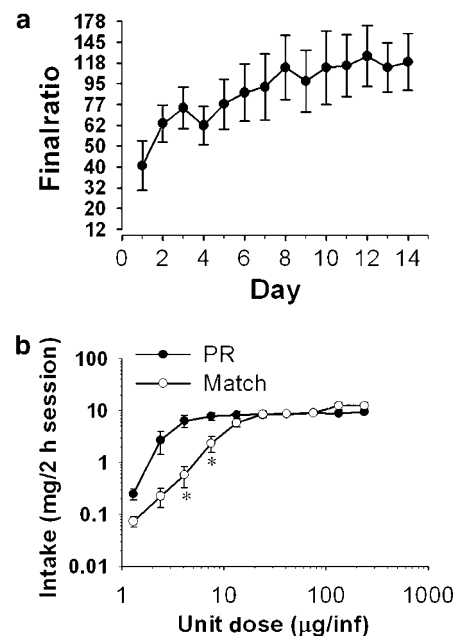 a
178
145
118
95
77
62
50
40
32
20
12
Finalratio
0 2 4 6 8 10 12 14
Day
b
PR
Match
100
10
1
0.1
0.01
Intake (mg/2 h session)
*
*
1 10 100 1000
Unit dose (µg/inf)